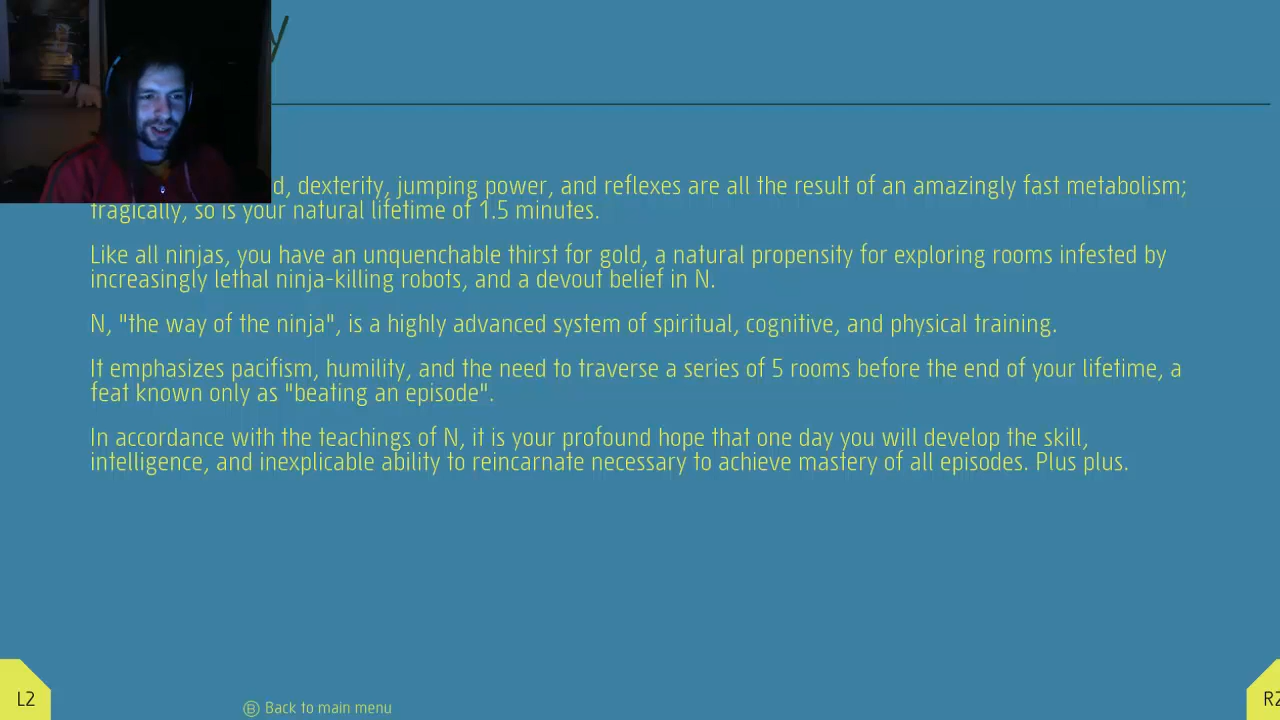 y
d, dexterity, jumping power, and reflexes are all the result of an amazingly fast metabolism;
tragically, so is your natural lifetime of 1.5 minutes.
Like all ninjas, you have an unquenchable thirst for gold, a natural propensity for exploring rooms infested by
increasingly lethal ninja-killing robots, and a devout belief in N.
N, "the way of the ninja", is a highly advanced system of spiritual, cognitive, and physical training.
It emphasizes pacifism, humility, and the need to traverse a series of 5 rooms before the end of your lifetime, a
feat known only as "beating an episode".
In accordance with the teachings of N, it is your profound hope that one day you will develop the skill,
intelligence, and inexplicable ability to reincarnate necessary to achieve mastery of all episodes. Plus plus.
L2
B Back to main menu
R2